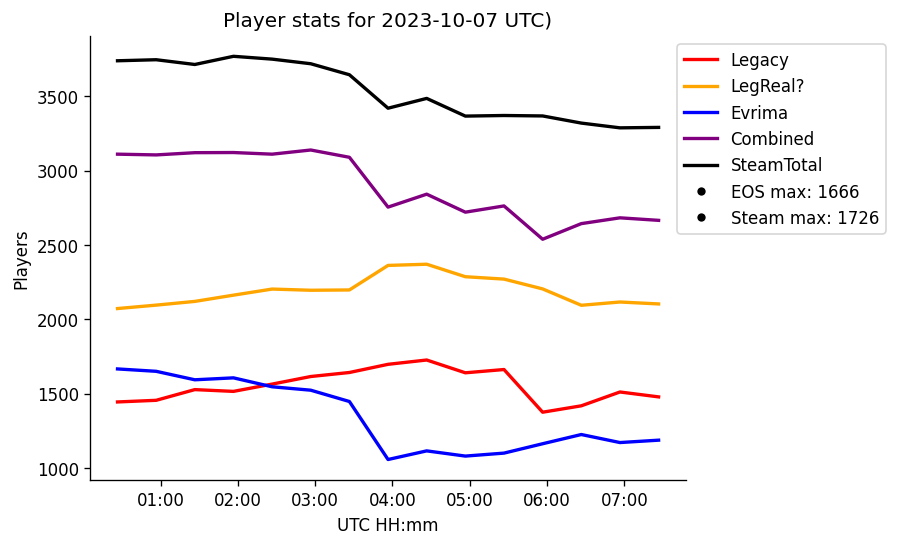 Player stats for 2023-10-07 UTC)
Legacy
LegReal?
Evrima
Combined
SteamTotal
EOS max: 1666
Steam max: 1726
Players
3500
3000
2500
2000
1500
1000
01:00 02:00 03:00 04:00 05:00 06:00 07:00
UTC HH:mm